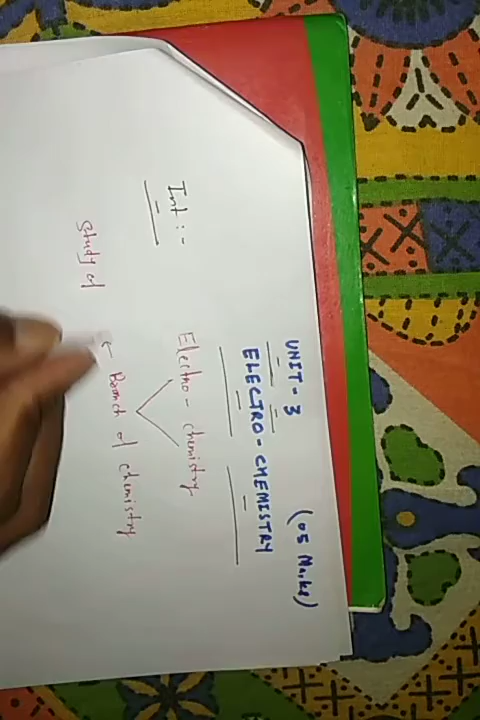 UNIT - 3 (05 Marks)
ELECTRO - CHEMISTRY
Int :- Electro - chemistry
Branch of chemistry
study of